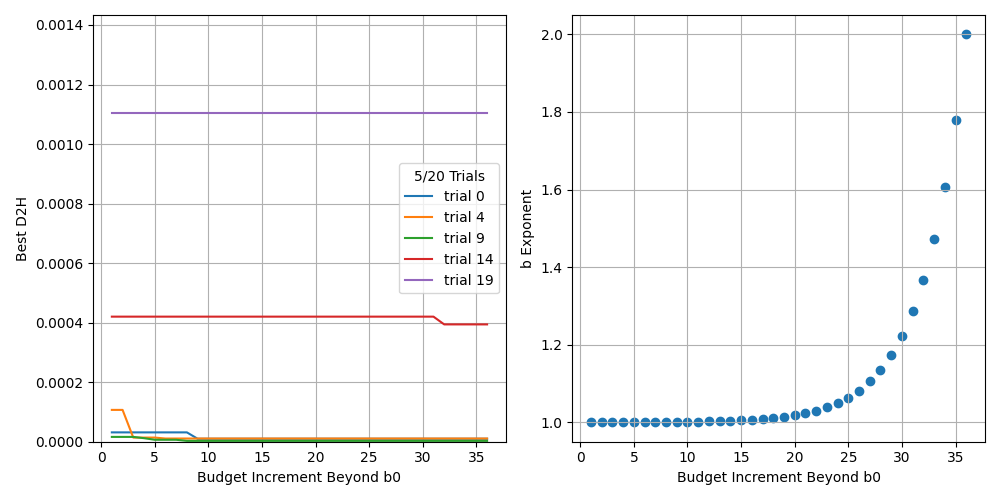 0.0014
0.0012
0.0010
0.0008
0.0006
0.0004
0.0002
0.0000
Best D2H
0 5 10 15 20 25 30 35
Budget Increment Beyond b0
5/20 Trials
trial 0
trial 4
trial 9
trial 14
trial 19
2.0
1.8
1.6
1.4
1.2
1.0
b Exponent
0 5 10 15 20 25 30 35
Budget Increment Beyond b0